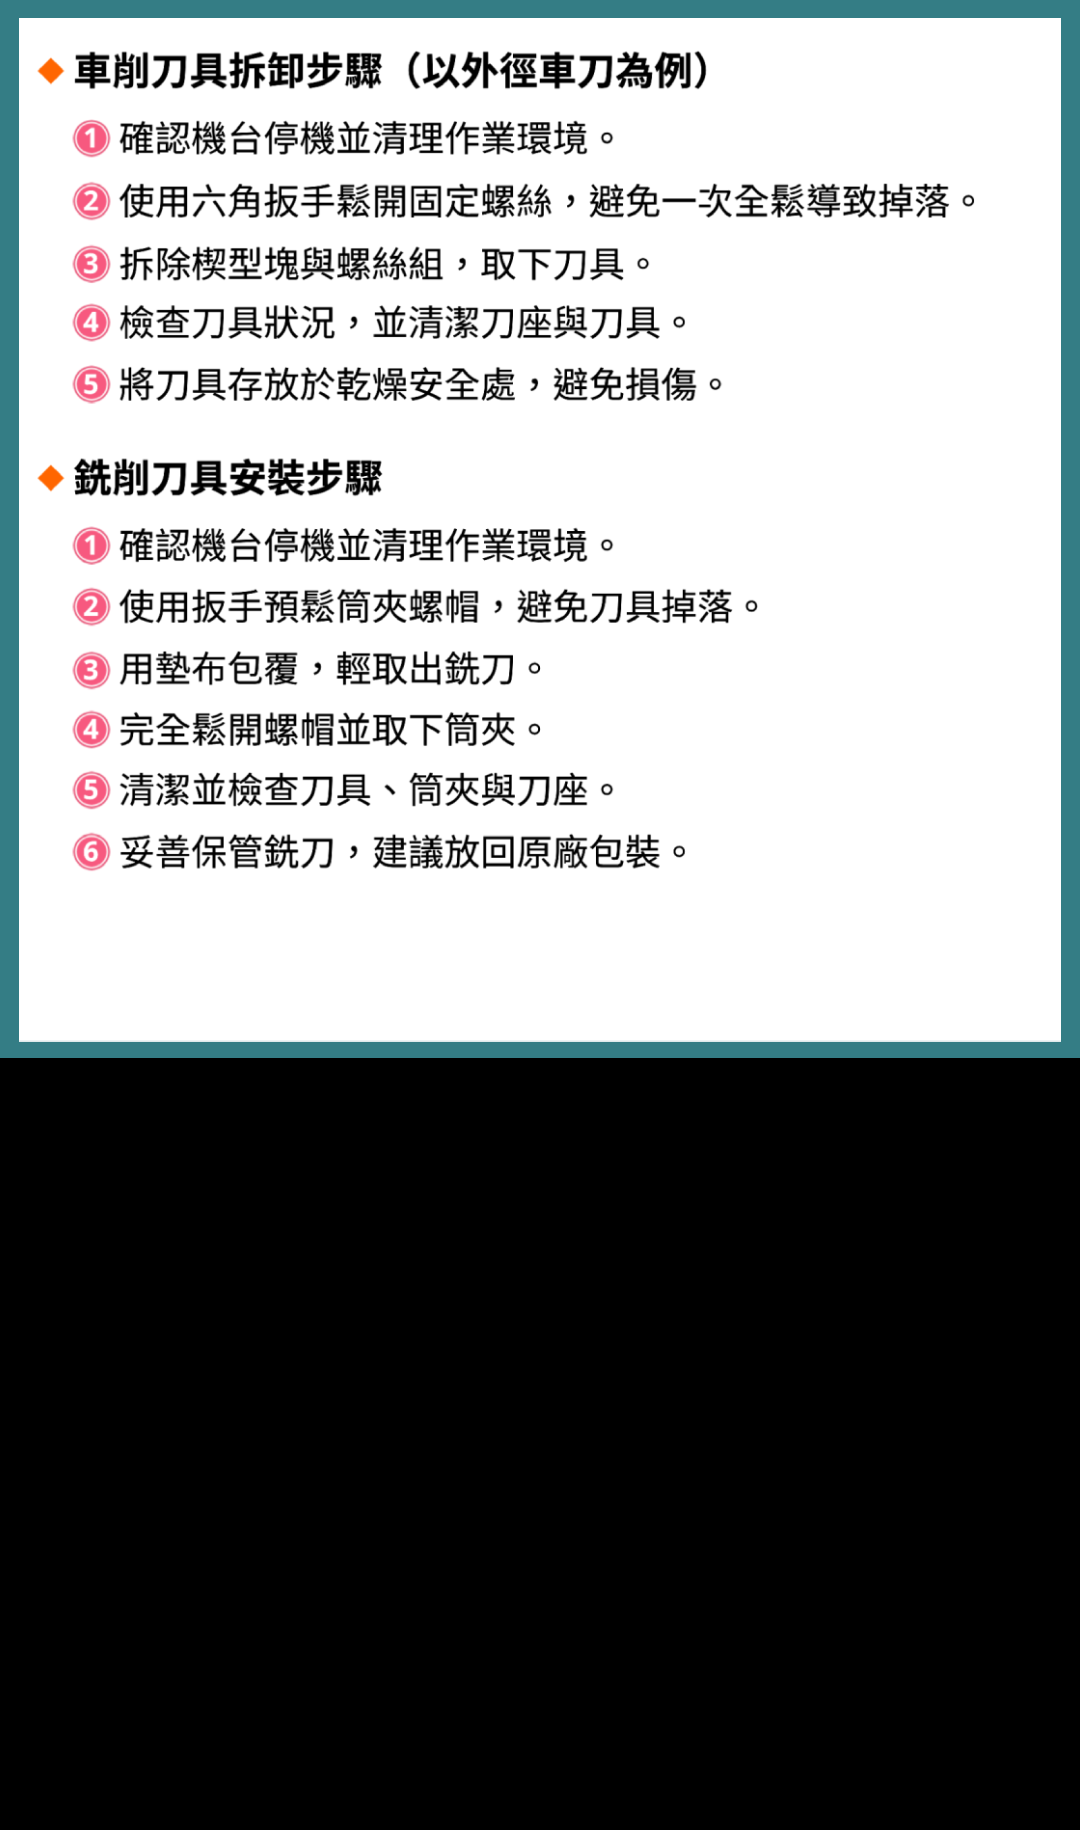 ◆ 車削刀具拆卸步驟（以外徑車刀為例）
1 確認機台停機並清理作業環境。
2 使用六角扳手鬆開固定螺絲，避免一次全鬆導致掉落。
3 拆除楔型塊與螺絲組，取下刀具。
4 檢查刀具狀況，並清潔刀座與刀具。
5 將刀具存放於乾燥安全處，避免損傷。
◆ 銑削刀具安裝步驟
1 確認機台停機並清理作業環境。
2 使用扳手預鬆筒夾螺帽，避免刀具掉落。
3 用墊布包覆，輕取出銑刀。
4 完全鬆開螺帽並取下筒夾。
5 清潔並檢查刀具、筒夾與刀座。
6 妥善保管銑刀，建議放回原廠包裝。